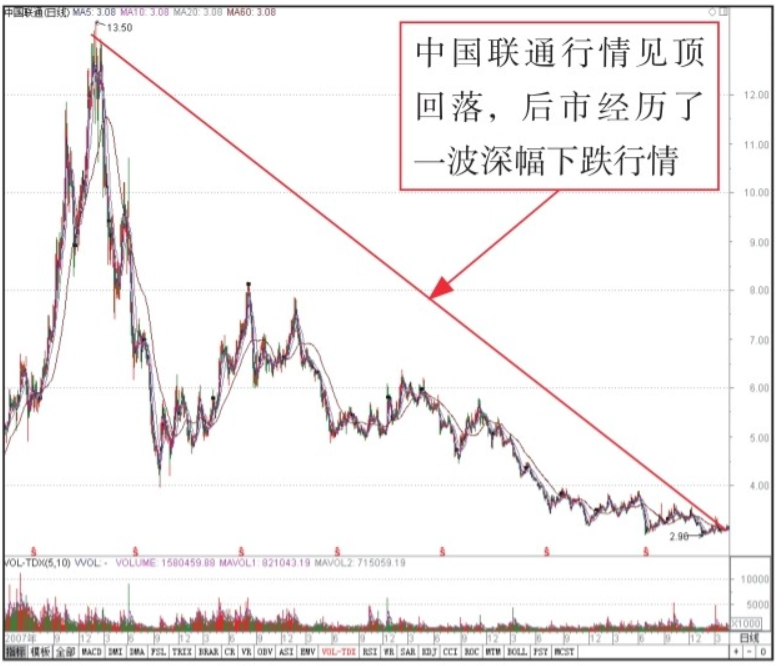 中国联通(日线) MA5: 3.08 MA10: 3.08 MA20: 3.08 MA60: 3.08
13.50
中国联通行情见顶
回落，后市经历了
一波深幅下跌行情
12.00
11.00
10.00
9.00
8.00
7.00
6.00
5.00
4.00
2.90
VOL-TDX(5,10) VVOL: - VOLUME: 1580459.88 MAVOL1: 821043.19 MAVOL2: 715059.19
10000
5000
X1000
2007年 9 12 3 6 9 12 3 6 9 12 3 6 9 12 3 6 9 12 3 6 9 12 3 6 9 12 3 日线
指标 模板 全部 MACD DMI DMA FSL TRIX BRAR CR VR OBV ASI EMV VOL-TDX RSI WR SAR KDJ CCI ROC MTM BOLL PSY MCST + - 0